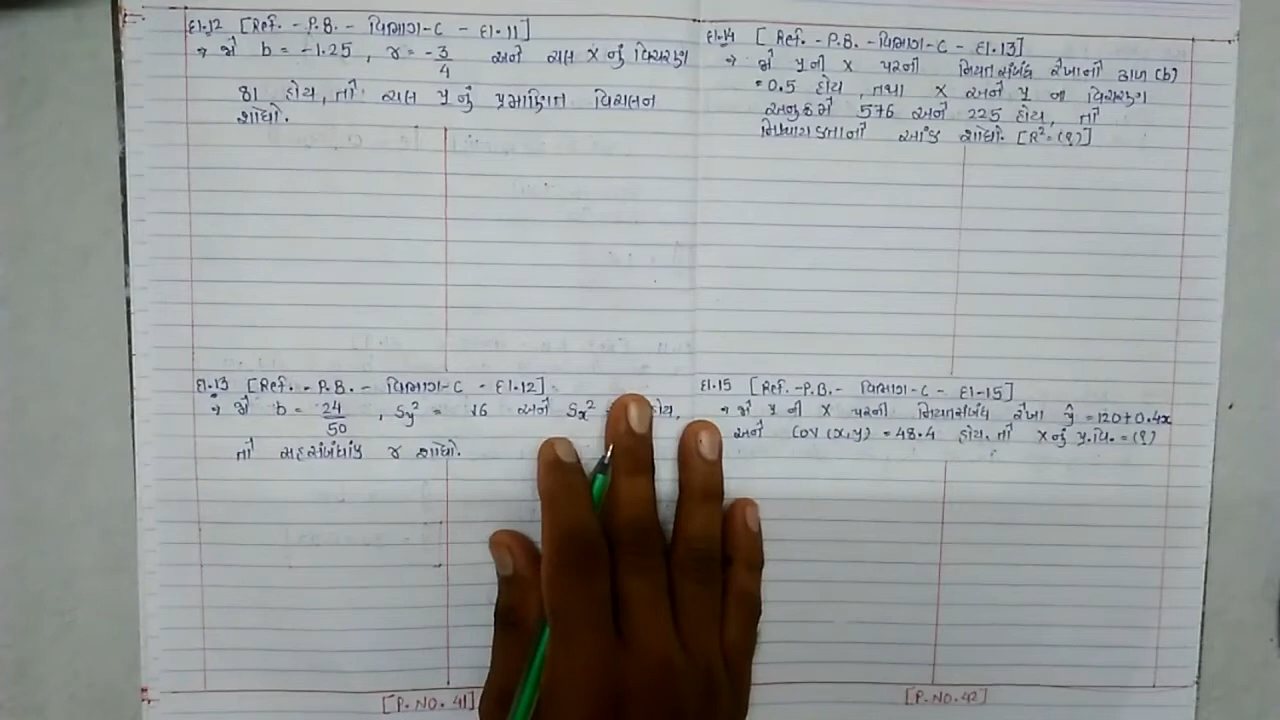 દા.12 [Ref. - P.B. - વિભાગ-C - દા.11]
→ જો b = -1.25 , r = -3/4 અને ચલ X નું વિચરણ
81 હોય, તો ચલ y નું પ્રમાણિત વિચલન
શોધો.
દા.13 [Ref. - P.B. - વિભાગ-C - દા.12]
→ જો b = 24/50 , Sy² = 16 અને Sx² હોય,
તો સહસંબંધાંક r શોધો.
[P. NO. 41]
દા.14 [Ref. - P.B. - વિભાગ-C - દા.13]
→ જો y ની X પરની નિયતસંબંધ રેખાનો ઢાળ (b)
= 0.5 હોય , તથા X અને y ના વિચરણ
અનુક્રમે 576 અને 225 હોય, તો
નિશ્ચાયકતાનો આંક શોધો. [R² = (?)]
દા.15 [Ref. - P.B. - વિભાગ-C - દા-15]
→ જો y ની X પરની નિયતસંબંધ રેખા ŷ = 120+0.4x
અને Cov (x,y) = 48.4 હોય. તો X નું પ્ર.વિ. = (?)
[P. NO. 42]